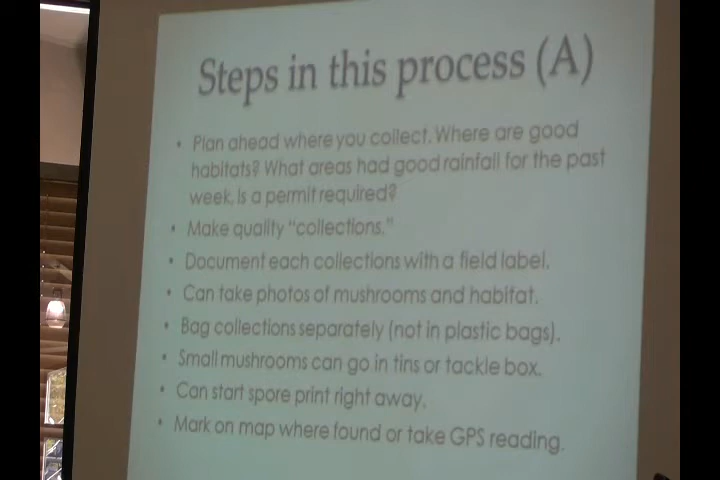 Steps in this process (A)
• Plan ahead where you collect. Where are good
habitats? What areas had good rainfall for the past
week. Is a permit required?
• Make quality "collections."
• Document each collections with a field label.
• Can take photos of mushrooms and habitat.
• Bag collections separately (not in plastic bags).
• Small mushrooms can go in tins or tackle box.
• Can start spore print right away.
• Mark on map where found or take GPS reading.